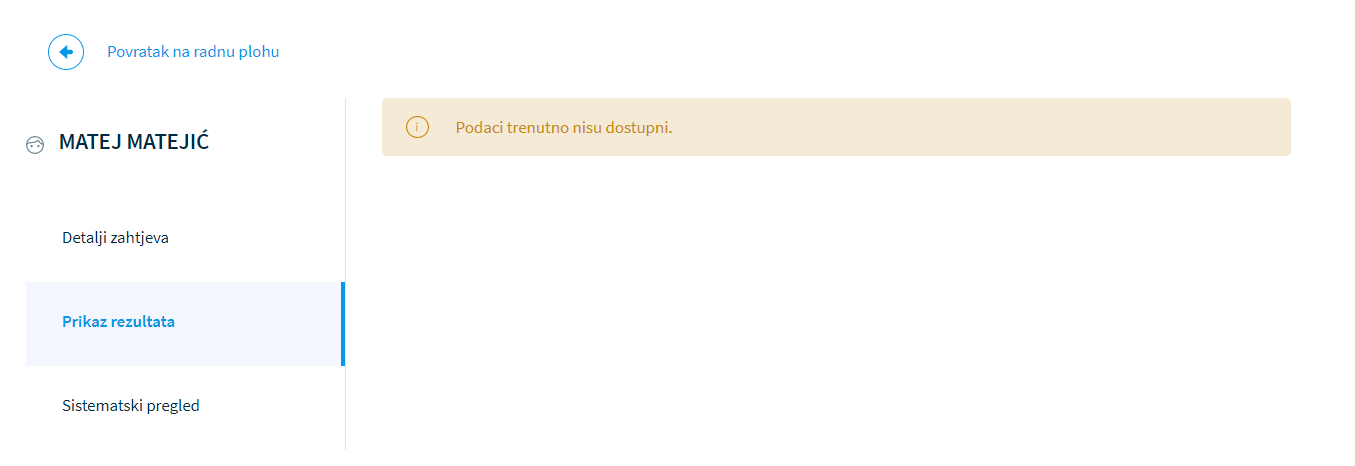 Povratak na radnu plohu
MATEJ MATEJIĆ
Podaci trenutno nisu dostupni.
Detalji zahtjeva
Prikaz rezultata
Sistematski pregled